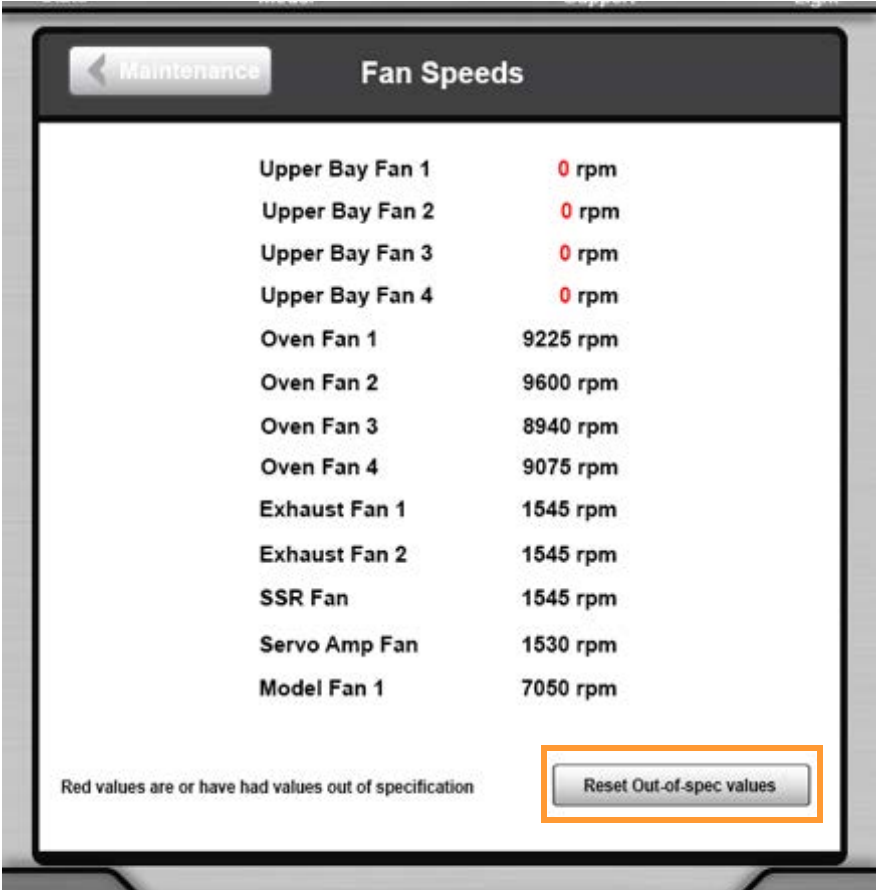 Maintenance
Fan Speeds
Upper Bay Fan 1 0 rpm
Upper Bay Fan 2 0 rpm
Upper Bay Fan 3 0 rpm
Upper Bay Fan 4 0 rpm
Oven Fan 1 9225 rpm
Oven Fan 2 9600 rpm
Oven Fan 3 8940 rpm
Oven Fan 4 9075 rpm
Exhaust Fan 1 1545 rpm
Exhaust Fan 2 1545 rpm
SSR Fan 1545 rpm
Servo Amp Fan 1530 rpm
Model Fan 1 7050 rpm
Red values are or have had values out of specification
Reset Out-of-spec values